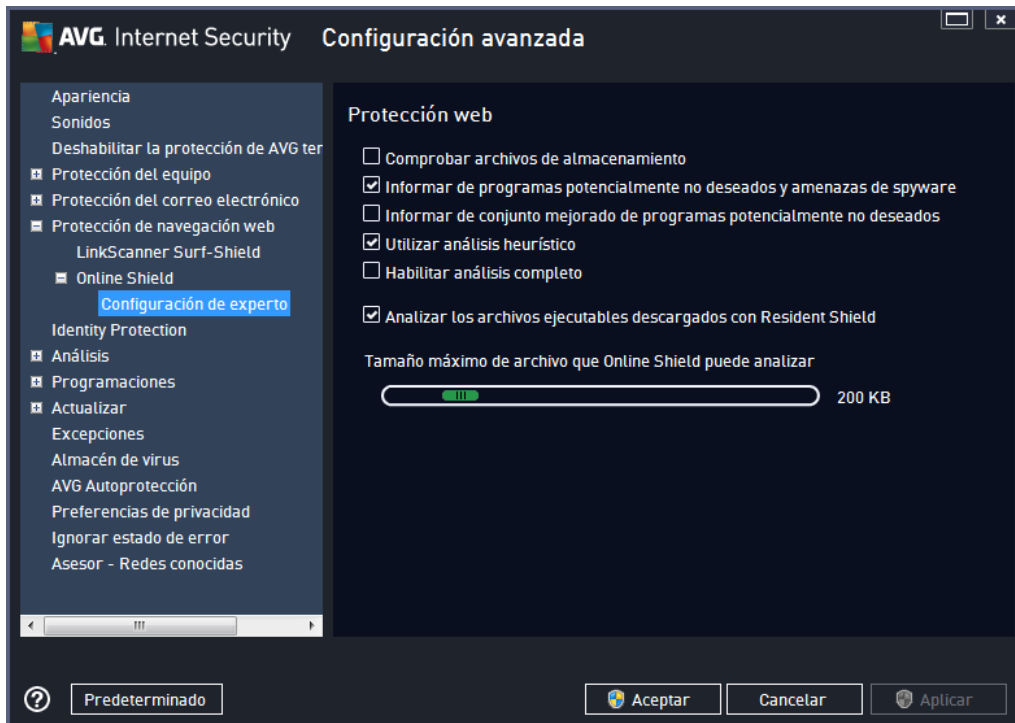 AVG. Internet Security Configuración avanzada
Apariencia
Sonidos
Deshabilitar la protección de AVG ter
Protección del equipo
Protección del correo electrónico
Protección de navegación web
LinkScanner Surf-Shield
Online Shield
Configuración de experto
Identity Protection
Análisis
Programaciones
Actualizar
Excepciones
Almacén de virus
AVG Autoprotección
Preferencias de privacidad
Ignorar estado de error
Asesor - Redes conocidas
Protección web
Comprobar archivos de almacenamiento
Informar de programas potencialmente no deseados y amenazas de spyware
Informar de conjunto mejorado de programas potencialmente no deseados
Utilizar análisis heurístico
Habilitar análisis completo
Analizar los archivos ejecutables descargados con Resident Shield
Tamaño máximo de archivo que Online Shield puede analizar
200 KB
Predeterminado
Aceptar
Cancelar
Aplicar